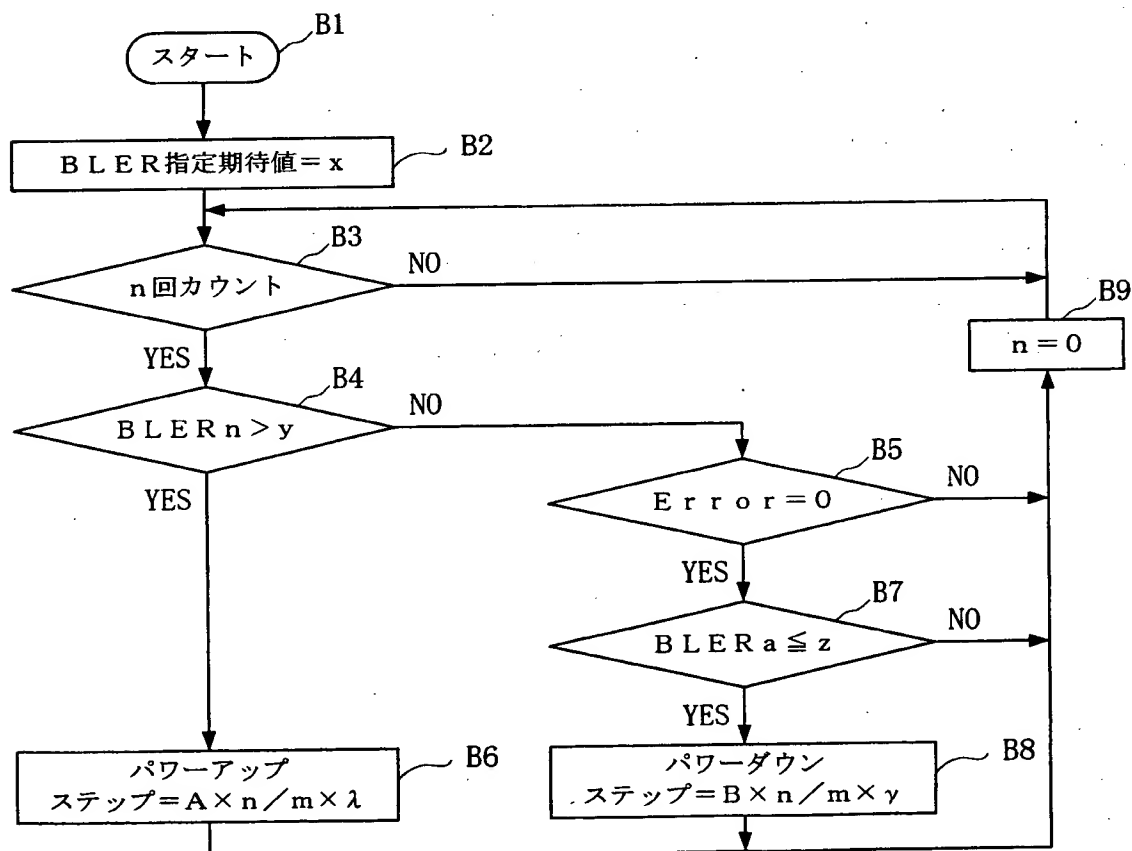 B1
スタート
BLER指定期待値=x
B2
B3
n回カウント
NO
YES
B9
n=0
B4
BLERn>y
NO
YES
B5
Error=0
NO
YES
B7
BLERa≦z
NO
YES
パワーアップ
ステップ=A×n/m×λ
B6
パワーダウン
ステップ=B×n/m×γ
B8